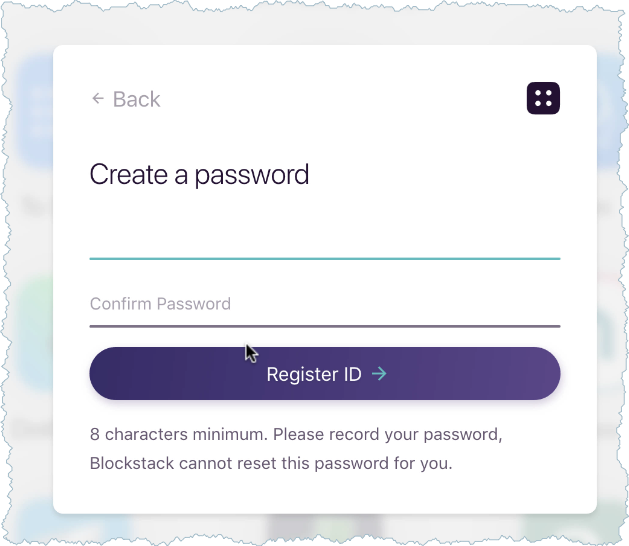 ← Back
Create a password
Confirm Password
Register ID →
8 characters minimum. Please record your password,
Blockstack cannot reset this password for you.